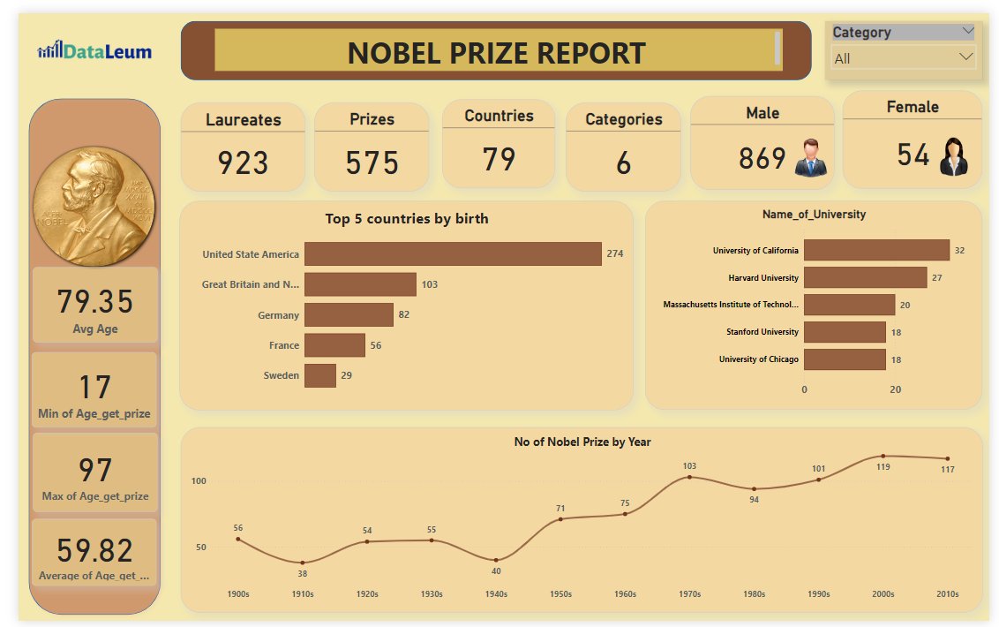 DataLeum
NOBEL PRIZE REPORT
Category
All
Laureates
923
Prizes
575
Countries
79
Categories
6
Male
869
Female
54
79.35
Avg Age
17
Min of Age_get_prize
97
Max of Age_get_prize
59.82
Average of Age_get_...
Top 5 countries by birth
United State America 274
Great Britain and N... 103
Germany 82
France 56
Sweden 29
Name_of_University
University of California 32
Harvard University 27
Massachusetts Institute of Technol... 20
Stanford University 18
University of Chicago 18
0 20
No of Nobel Prize by Year
100
50
56 38 54 55 40 71 75 103 94 101 119 117
1900s 1910s 1920s 1930s 1940s 1950s 1960s 1970s 1980s 1990s 2000s 2010s